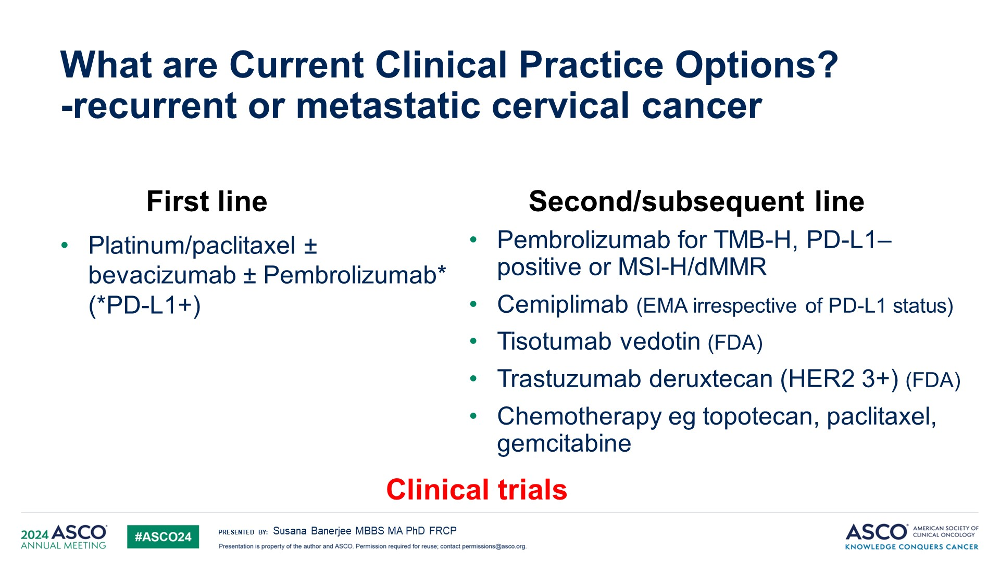 What are Current Clinical Practice Options?
-recurrent or metastatic cervical cancer
First line
• Platinum/paclitaxel ±
bevacizumab ± Pembrolizumab*
(*PD-L1+)
Second/subsequent line
• Pembrolizumab for TMB-H, PD-L1–
positive or MSI-H/dMMR
• Cemiplimab (EMA irrespective of PD-L1 status)
• Tisotumab vedotin (FDA)
• Trastuzumab deruxtecan (HER2 3+) (FDA)
• Chemotherapy eg topotecan, paclitaxel,
gemcitabine
Clinical trials
2024 ASCO®
ANNUAL MEETING
#ASCO24
PRESENTED BY: Susana Banerjee MBBS MA PhD FRCP
Presentation is property of the author and ASCO. Permission required for reuse; contact permissions@asco.org.
ASCO® AMERICAN SOCIETY OF
CLINICAL ONCOLOGY
KNOWLEDGE CONQUERS CANCER